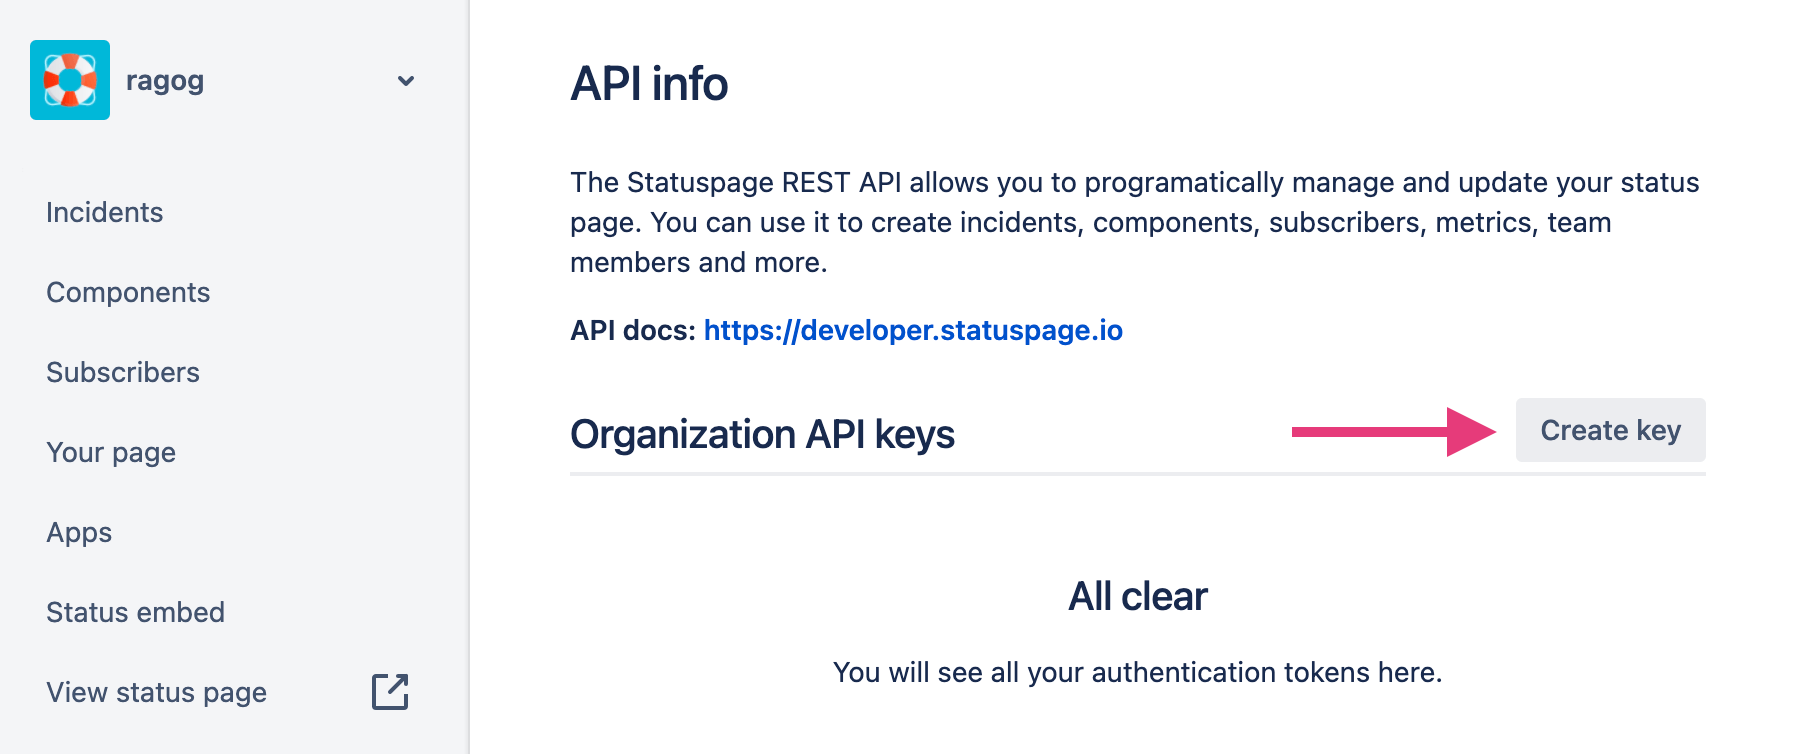 ragog
Incidents
Components
Subscribers
Your page
Apps
Status embed
View status page
API info
The Statuspage REST API allows you to programatically manage and update your status
page. You can use it to create incidents, components, subscribers, metrics, team
members and more.
API docs: https://developer.statuspage.io
Organization API keys
Create key
All clear
You will see all your authentication tokens here.